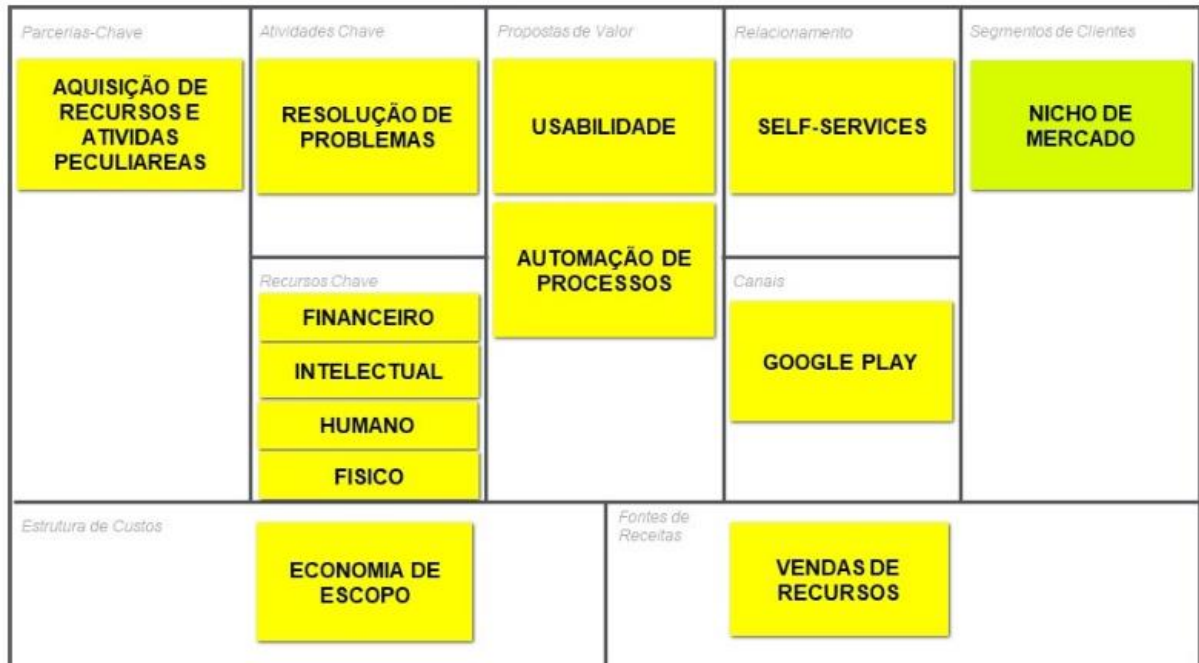 Parcerias-Chave
AQUISIÇÃO DE
RECURSOS E
ATIVIDAS
PECULIAREAS
Atividades Chave
RESOLUÇÃO DE
PROBLEMAS
Recursos Chave
FINANCEIRO
INTELECTUAL
HUMANO
FISICO
Propostas de Valor
USABILIDADE
AUTOMAÇÃO DE
PROCESSOS
Relacionamento
SELF-SERVICES
Canais
GOOGLE PLAY
Segmentos de Clientes
NICHO DE
MERCADO
Estrutura de Custos
ECONOMIA DE
ESCOPO
Fontes de
Receitas
VENDAS DE
RECURSOS